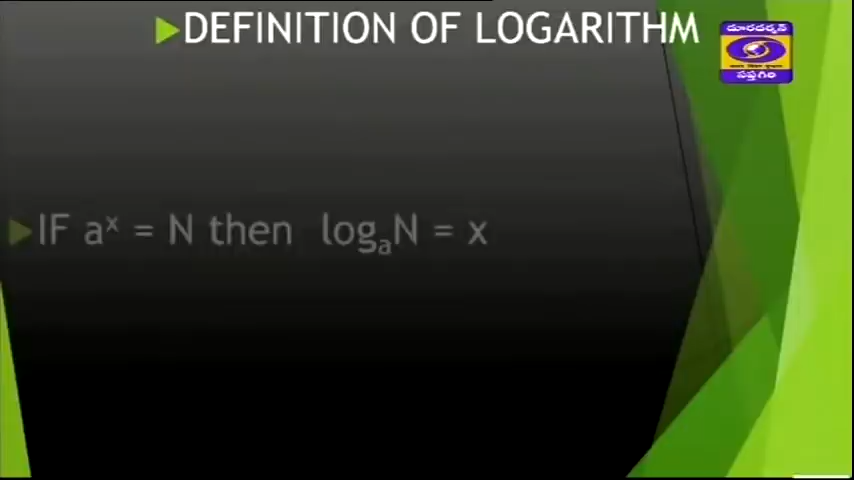 DEFINITION OF LOGARITHM
దూరదర్శన్
సప్తగిరి
IF aˣ = N then logₐN = x